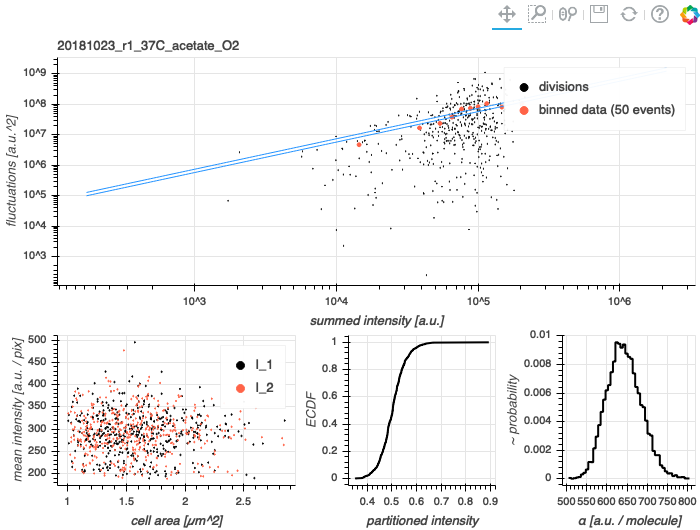 20181023_r1_37C_acetate_O2
fluctuations [a.u.^2]
10^9
10^8
10^7
10^6
10^5
10^4
10^3
divisions
binned data (50 events)
10^3
10^4
10^5
10^6
summed intensity [a.u.]
mean intensity [a.u. / pix]
500
450
400
350
300
250
200
I_1
I_2
1
1.5
2
2.5
cell area [µm^2]
ECDF
1
0.8
0.6
0.4
0.2
0
0.4
0.5
0.6
0.7
0.8
0.9
partitioned intensity
~ probability
0.01
0.008
0.006
0.004
0.002
0
500 550 600 650 700 750 800
α [a.u. / molecule]